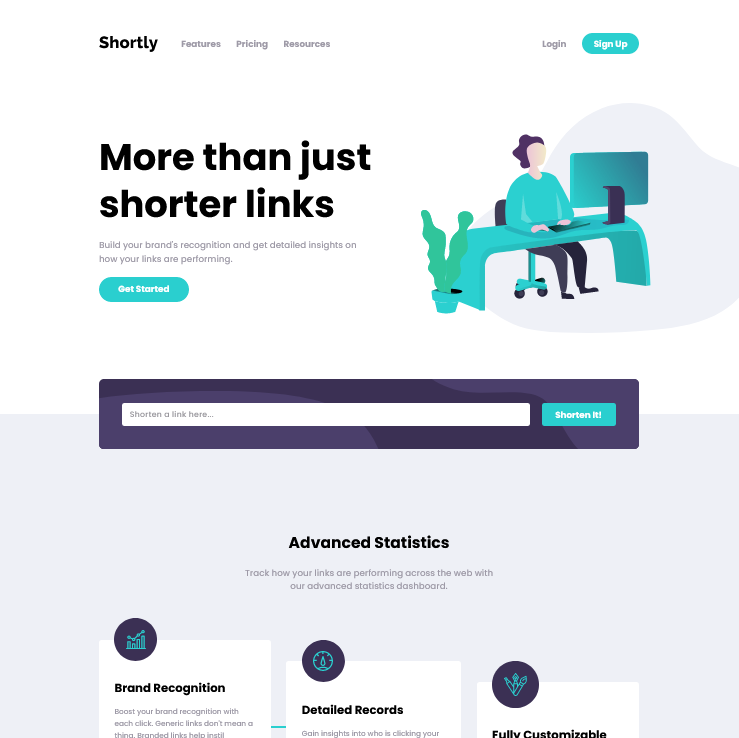 Shortly Features Pricing Resources Login Sign Up
More than just
shorter links
Build your brand's recognition and get detailed insights on
how your links are performing.
Get Started
Shorten a link here... Shorten It!
Advanced Statistics
Track how your links are performing across the web with
our advanced statistics dashboard.
Brand Recognition
Boost your brand recognition with
each click. Generic links don't mean a
thing. Branded links help instil
Detailed Records
Gain insights into who is clicking your
Fully Customizable